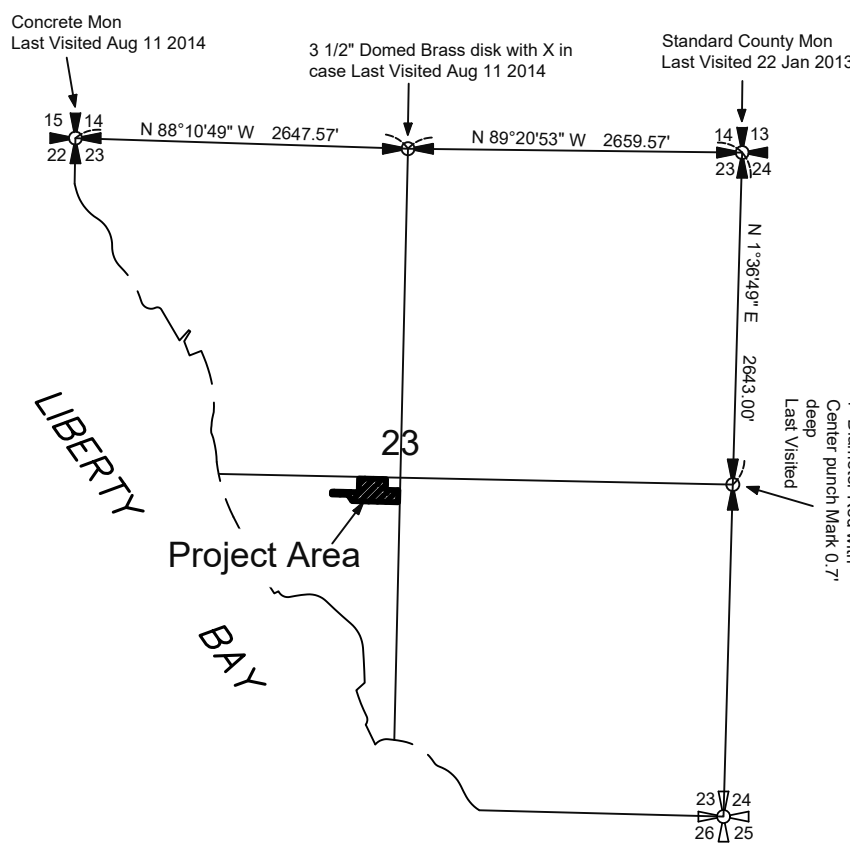 Concrete Mon
Last Visited Aug 11 2014
3 1/2" Domed Brass disk with X in
case Last Visited Aug 11 2014
Standard County Mon
Last Visited 22 Jan 2013
15 14
22 23
N 88°10'49" W 2647.57'
N 89°20'53" W 2659.57'
14 13
23 24
N 1°36'49" E 2643.00'
Center punch Mark 0.7'
deep
Last Visited
23
LIBERTY
BAY
Project Area
23 24
26 25